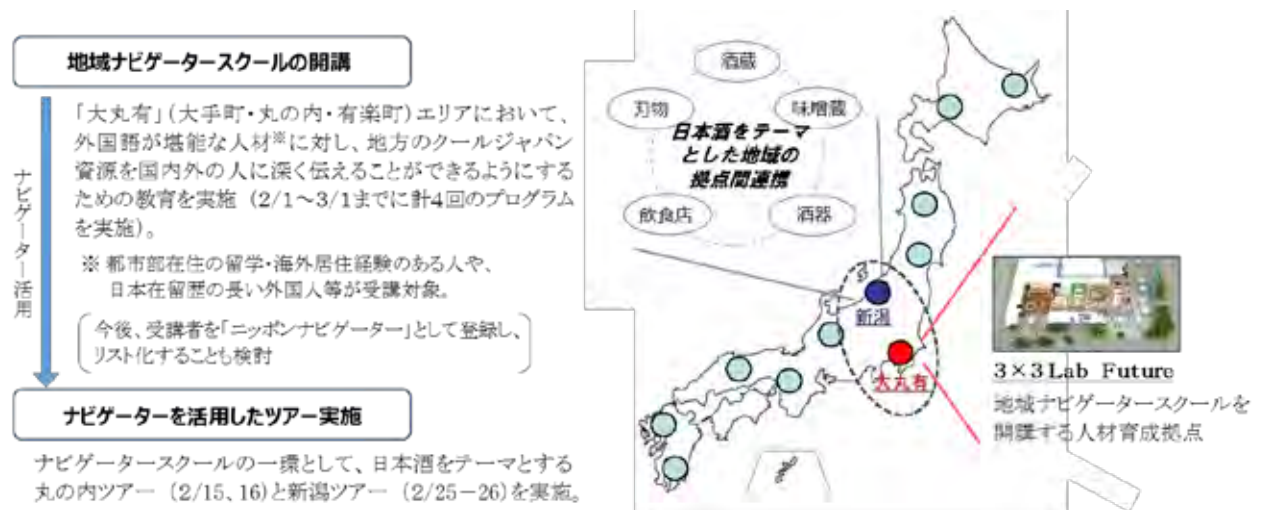 地域ナビゲータースクールの開講
「大丸有」(大手町・丸の内・有楽町)エリアにおいて、
外国語が堪能な人材※に対し、地方のクールジャパン
資源を国内外の人に深く伝えることができるようにする
ための教育を実施 (2/1~3/1までに計4回のプログラム
を実施)。
※ 都市部在住の留学・海外居住経験のある人や、
日本在留歴の長い外国人等が受講対象。
今後、受講者を「ニッポンナビゲーター」として登録し、
リスト化することも検討
ナビゲーター活用
ナビゲーターを活用したツアー実施
ナビゲータースクールの一環として、日本酒をテーマとする
丸の内ツアー (2/15、16)と新潟ツアー (2/25-26)を実施。
酒蔵
刃物
味噌蔵
日本酒をテーマ
とした地域の
拠点間連携
飲食店
酒器
新潟
大丸有
3×3Lab Future
地域ナビゲータースクールを
開講する人材育成拠点